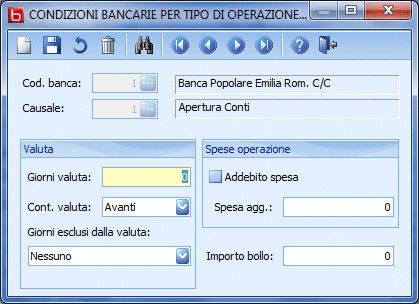 CONDIZIONI BANCARIE PER TIPO DI OPERAZIONE...
Cod. banca: 1 ... Banca Popolare Emilia Rom. C/C
Causale: 1 ... Apertura Conti
Valuta
Giorni valuta: 0
Cont. valuta: Avanti
Giorni esclusi dalla valuta:
Nessuno
Spese operazione
Addebito spesa
Spesa agg.: 0
Importo bollo: 0